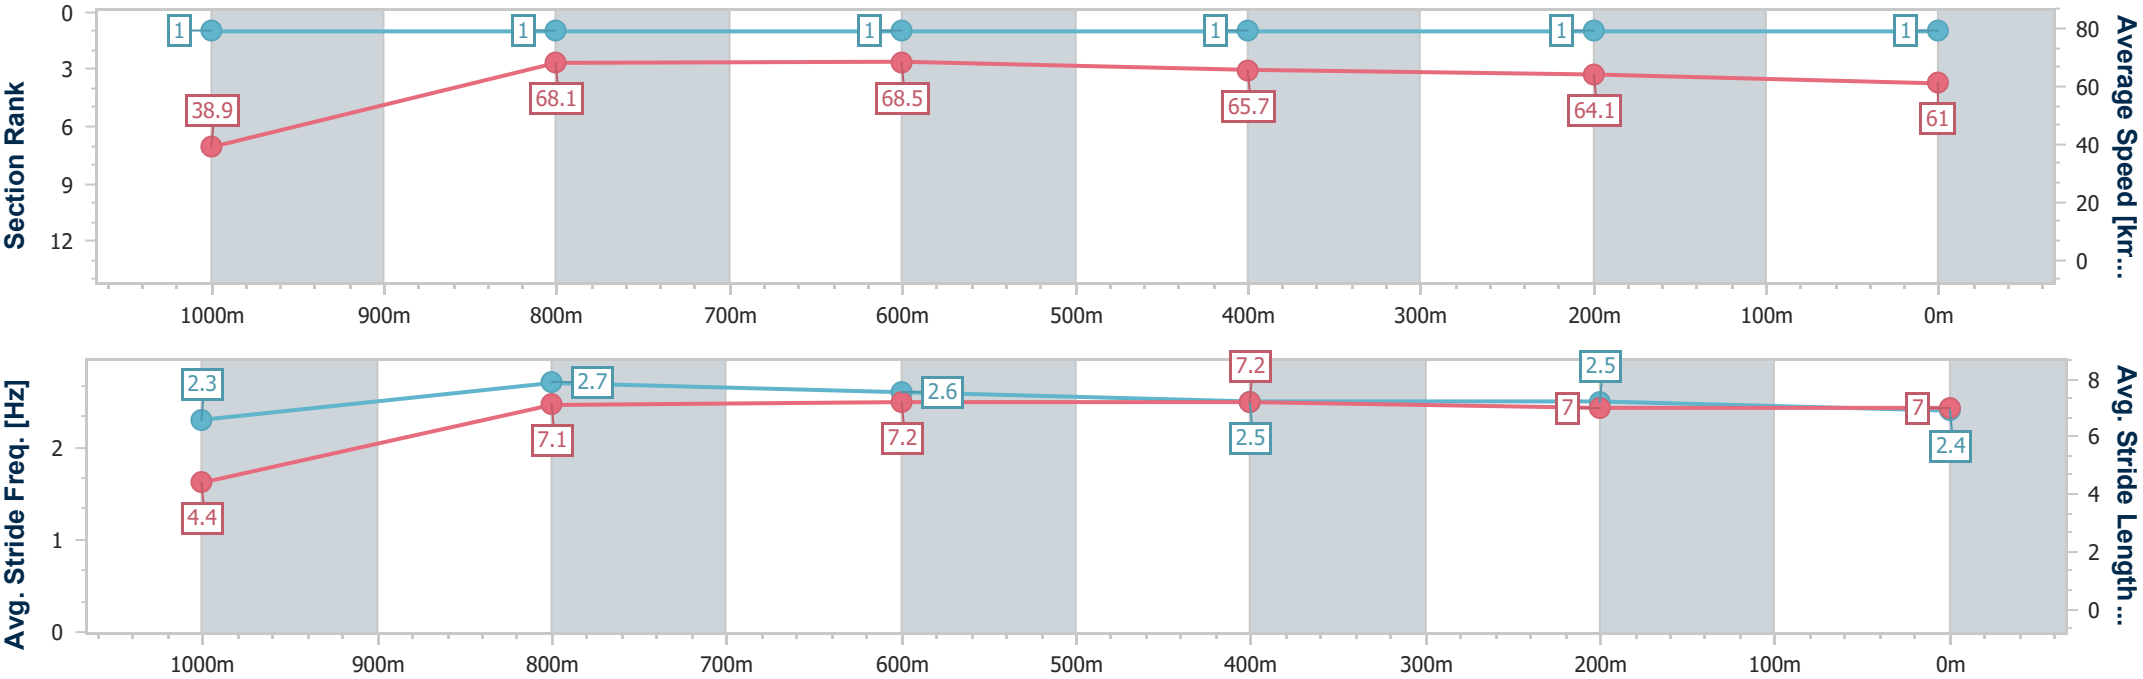 Section Rank
0
3
6
9
12
1 1 1 1 1 1
38.9 68.1 68.5 65.7 64.1 61
80
60
40
20
0
Average Speed [km...
1000m 900m 800m 700m 600m 500m 400m 300m 200m 100m 0m
Avg. Stride Freq. [Hz]
2
1
0
2.3 2.7 2.6 2.5 2.5 2.4
4.4 7.1 7.2 7.2 7 7
8
6
4
2
0
Avg. Stride Length...
1000m 900m 800m 700m 600m 500m 400m 300m 200m 100m 0m